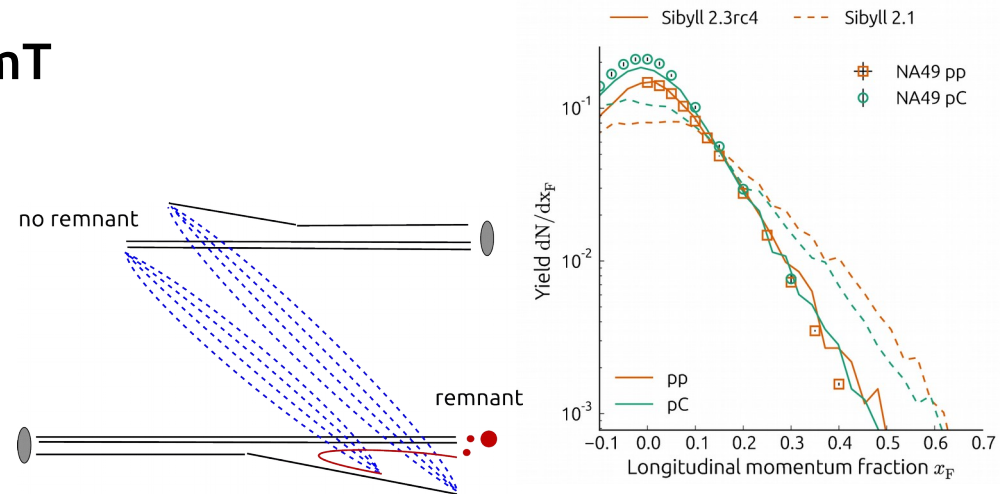 mT
no remnant
remnant
Sibyll 2.3rc4
Sibyll 2.1
NA49 pp
NA49 pC
Yield dN/dx_F
10^-1
10^-2
10^-3
pp
pC
−0.1 0.0 0.1 0.2 0.3 0.4 0.5 0.6 0.7
Longitudinal momentum fraction x_F